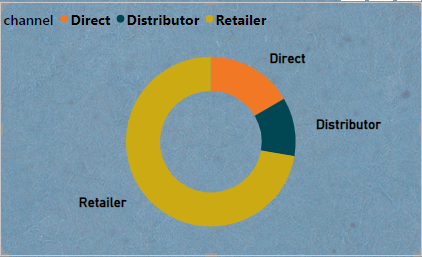 channel Direct Distributor Retailer
Direct
Distributor
Retailer